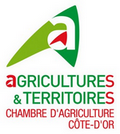 a
aGRICULTURES
& TERRITOIRES
CHAMBRE D'AGRICULTURE
CÔTE-D'OR